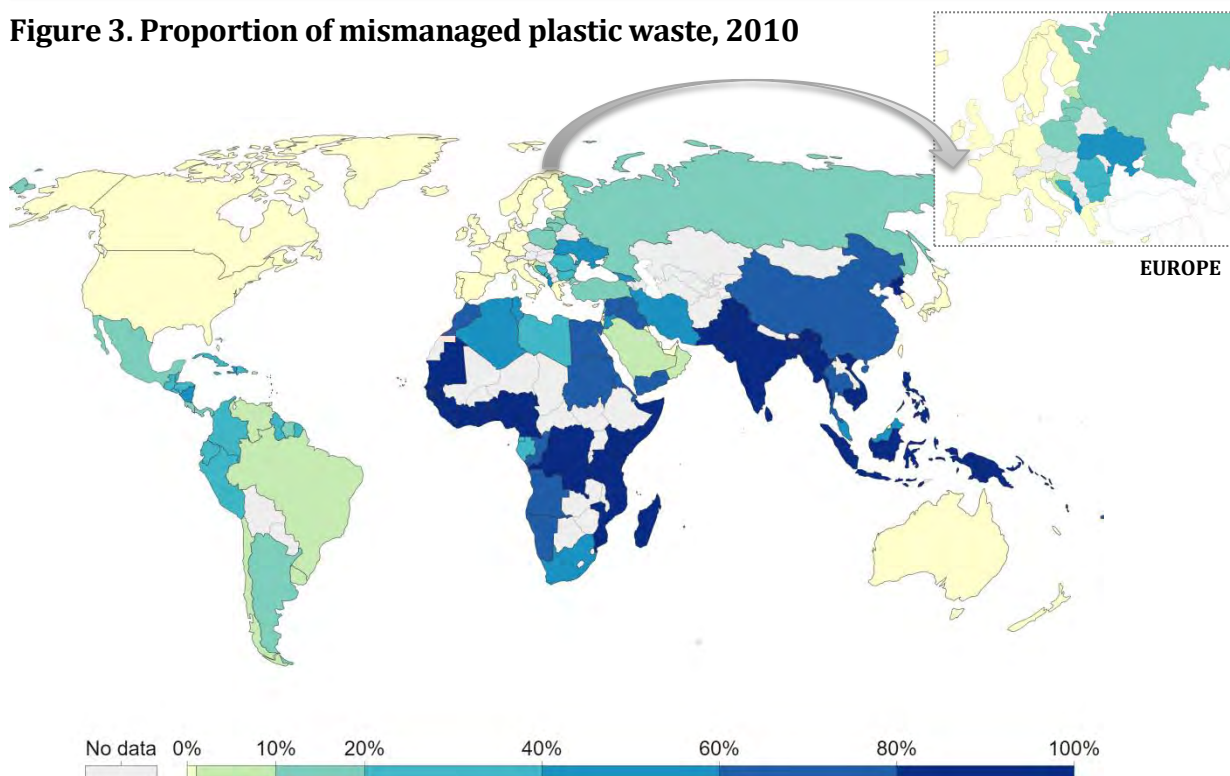 Figure 3. Proportion of mismanaged plastic waste, 2010
EUROPE
No data 0% 10% 20% 40% 60% 80% 100%